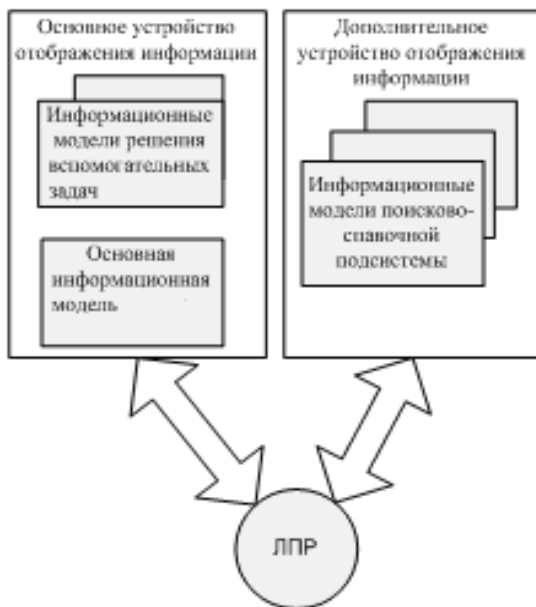 Основное устройство
отображения информации
Информационные
модели решения
вспомогательных
задач
Основная
информационная
модель
Дополнительное
устройство отображения
информации
Информационные
модели поисково-
спавочной
подсистемы
ЛПР